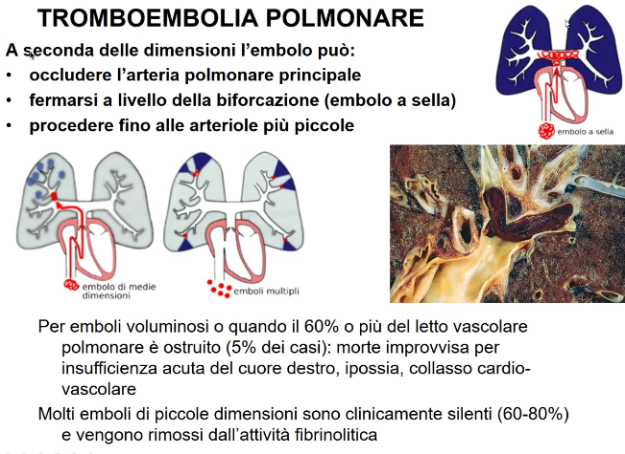 TROMBOEMBOLIA POLMONARE
A seconda delle dimensioni l'embolo può:
• occludere l'arteria polmonare principale
• fermarsi a livello della biforcazione (embolo a sella)
• procedere fino alle arteriole più piccole
embolo a sella
embolo di medie
dimensioni
emboli multipli
Per emboli voluminosi o quando il 60% o più del letto vascolare
polmonare è ostruito (5% dei casi): morte improvvisa per
insufficienza acuta del cuore destro, ipossia, collasso cardio-
vascolare
Molti emboli di piccole dimensioni sono clinicamente silenti (60-80%)
e vengono rimossi dall'attività fibrinolitica